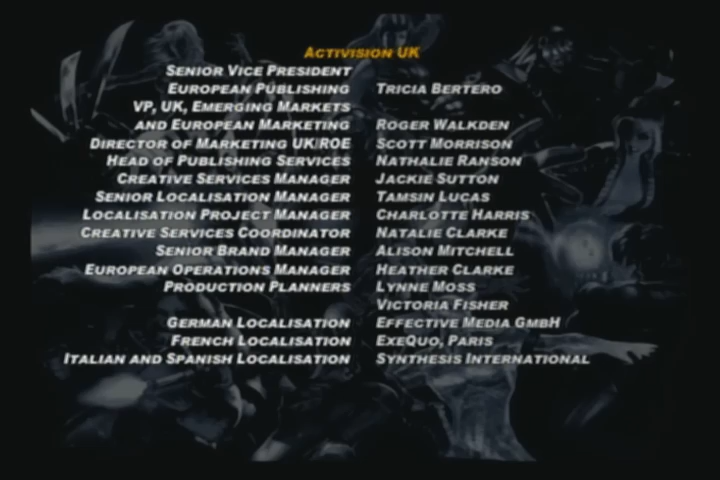 Activision UK
Senior Vice President
European Publishing Tricia Bertero
VP, UK, Emerging Markets
and European Marketing Roger Walkden
Director of Marketing UK/ROE Scott Morrison
Head of Publishing Services Nathalie Ranson
Creative Services Manager Jackie Sutton
Senior Localisation Manager Tamsin Lucas
Localisation Project Manager Charlotte Harris
Creative Services Coordinator Natalie Clarke
Senior Brand Manager Alison Mitchell
European Operations Manager Heather Clarke
Production Planners Lynne Moss
Victoria Fisher
German Localisation Effective Media GmbH
French Localisation ExeQuo, Paris
Italian and Spanish Localisation Synthesis International